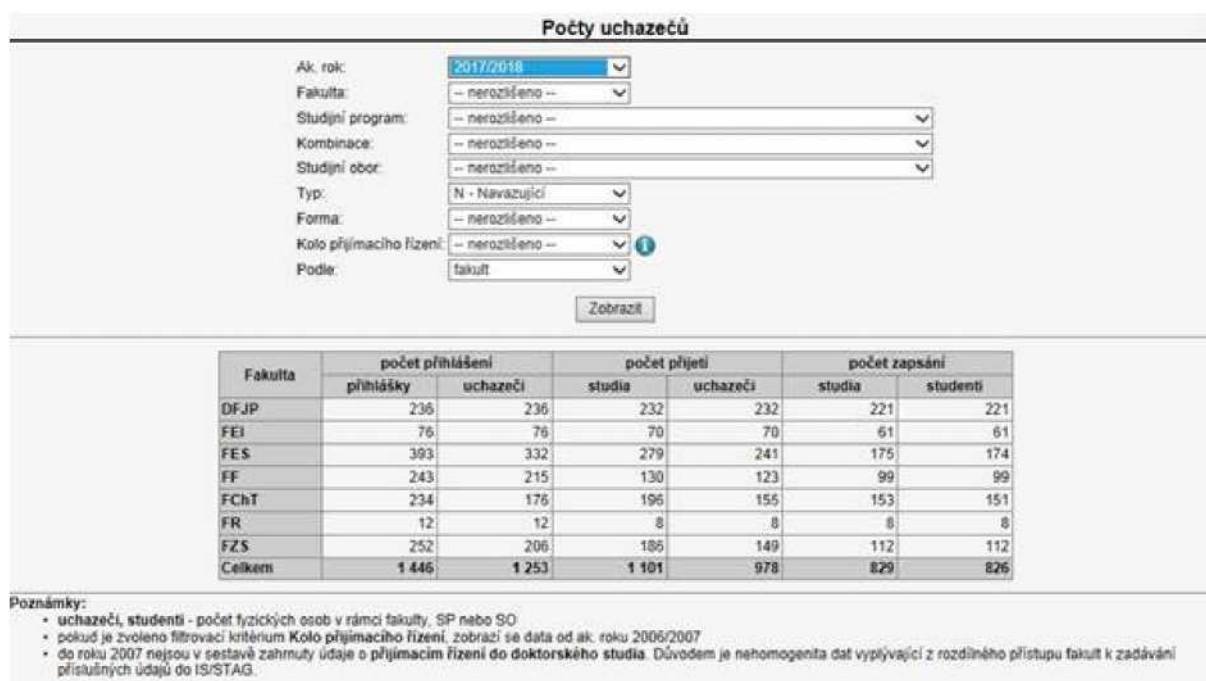 Počty uchazečů
Ak. rok: 2017/2018
Fakulta: -- nerozlišeno --
Studijní program: -- nerozlišeno --
Kombinace: -- nerozlišeno --
Studijní obor: -- nerozlišeno --
Typ: N - Navazující
Forma: -- nerozlišeno --
Kolo přijímacího řízení: -- nerozlišeno -- i
Podle: fakult
Zobrazit
Fakulta počet přihlášení počet přijetí počet zapsání
přihlášky uchazeči studia uchazeči studia studenti
DFJP 236 236 232 232 221 221
FEI 76 76 70 70 61 61
FES 393 332 279 241 175 174
FF 243 215 130 123 99 99
FChT 234 176 196 155 153 151
FR 12 12 8 8 8 8
FZS 252 206 186 149 112 112
Celkem 1 446 1 253 1 101 978 829 826
Poznámky:
• uchazeči, studenti - počet fyzických osob v rámci fakulty, SP nebo SO
• pokud je zvoleno filtrovací kritérium Kolo přijímacího řízení, zobrazí se data od ak. roku 2006/2007
• do roku 2007 nejsou v sestavě zahrnuty údaje o přijímacím řízení do doktorského studia. Důvodem je nehomogenita dat vyplývající z rozdílného přístupu fakult k zadávání
příslušných údajů do IS/STAG.